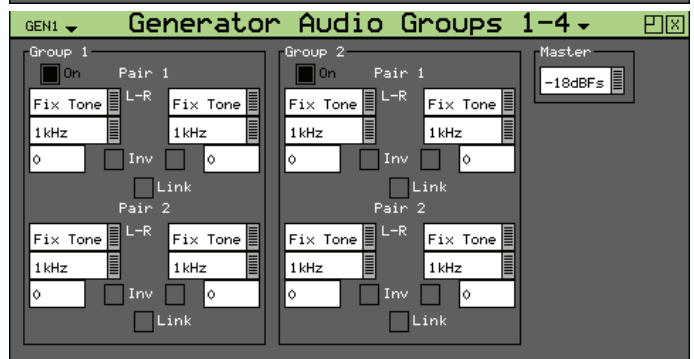 GEN1 Generator Audio Groups 1-4
Group 1
On Pair 1
Fix Tone L-R Fix Tone
1kHz 1kHz
0 Inv 0
Link
Pair 2
Fix Tone L-R Fix Tone
1kHz 1kHz
0 Inv 0
Link
Group 2
On Pair 1
Fix Tone L-R Fix Tone
1kHz 1kHz
0 Inv 0
Link
Pair 2
Fix Tone L-R Fix Tone
1kHz 1kHz
0 Inv 0
Link
Master
-18dBFs